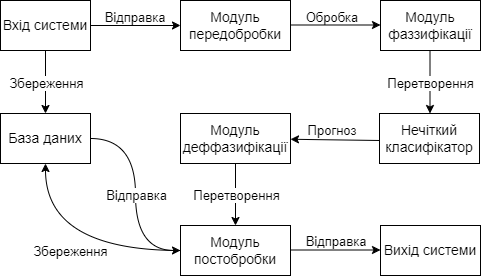 Вхід системи
Відправка
Модуль
передобробки
Обробка
Модуль
фаззифікації
Збереження
Перетворення
База даних
Модуль
деффазифікації
Прогноз
Нечіткий
класифікатор
Відправка
Перетворення
Збереження
Модуль
постобробки
Відправка
Вихід системи